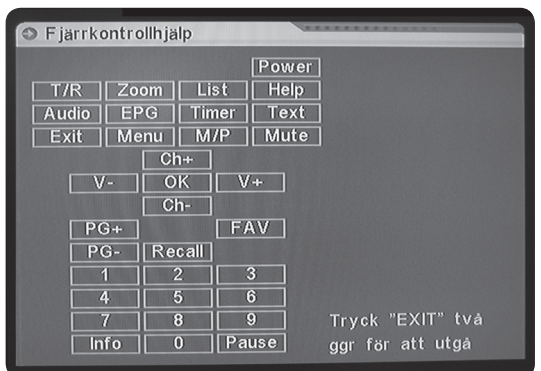 Fjärrkontrollhjälp
Power
T/R Zoom List Help
Audio EPG Timer Text
Exit Menu M/P Mute
Ch+
V- OK V+
Ch-
PG+ FAV
PG- Recall
1 2 3
4 5 6
7 8 9
Info 0 Pause
Tryck "EXIT" två
ggr för att utgå